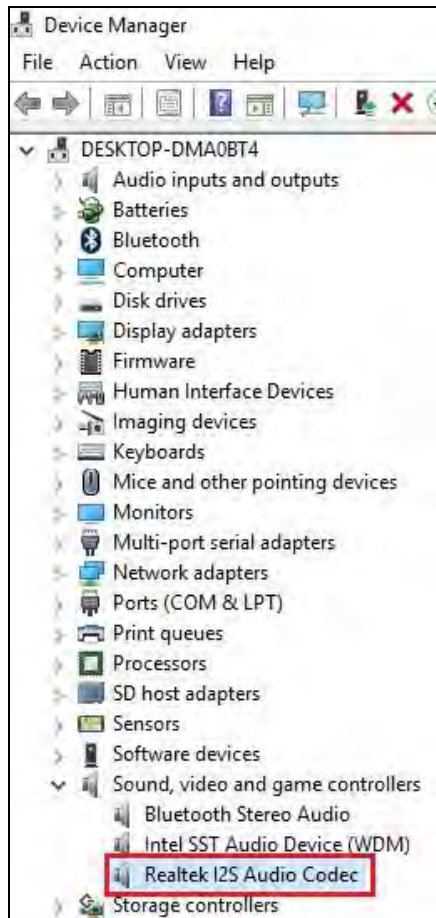 Device Manager
File Action View Help
DESKTOP-DMA0BT4
Audio inputs and outputs
Batteries
Bluetooth
Computer
Disk drives
Display adapters
Firmware
Human Interface Devices
Imaging devices
Keyboards
Mice and other pointing devices
Monitors
Multi-port serial adapters
Network adapters
Ports (COM & LPT)
Print queues
Processors
SD host adapters
Sensors
Software devices
Sound, video and game controllers
Bluetooth Stereo Audio
Intel SST Audio Device (WDM)
Realtek I2S Audio Codec
Storage controllers